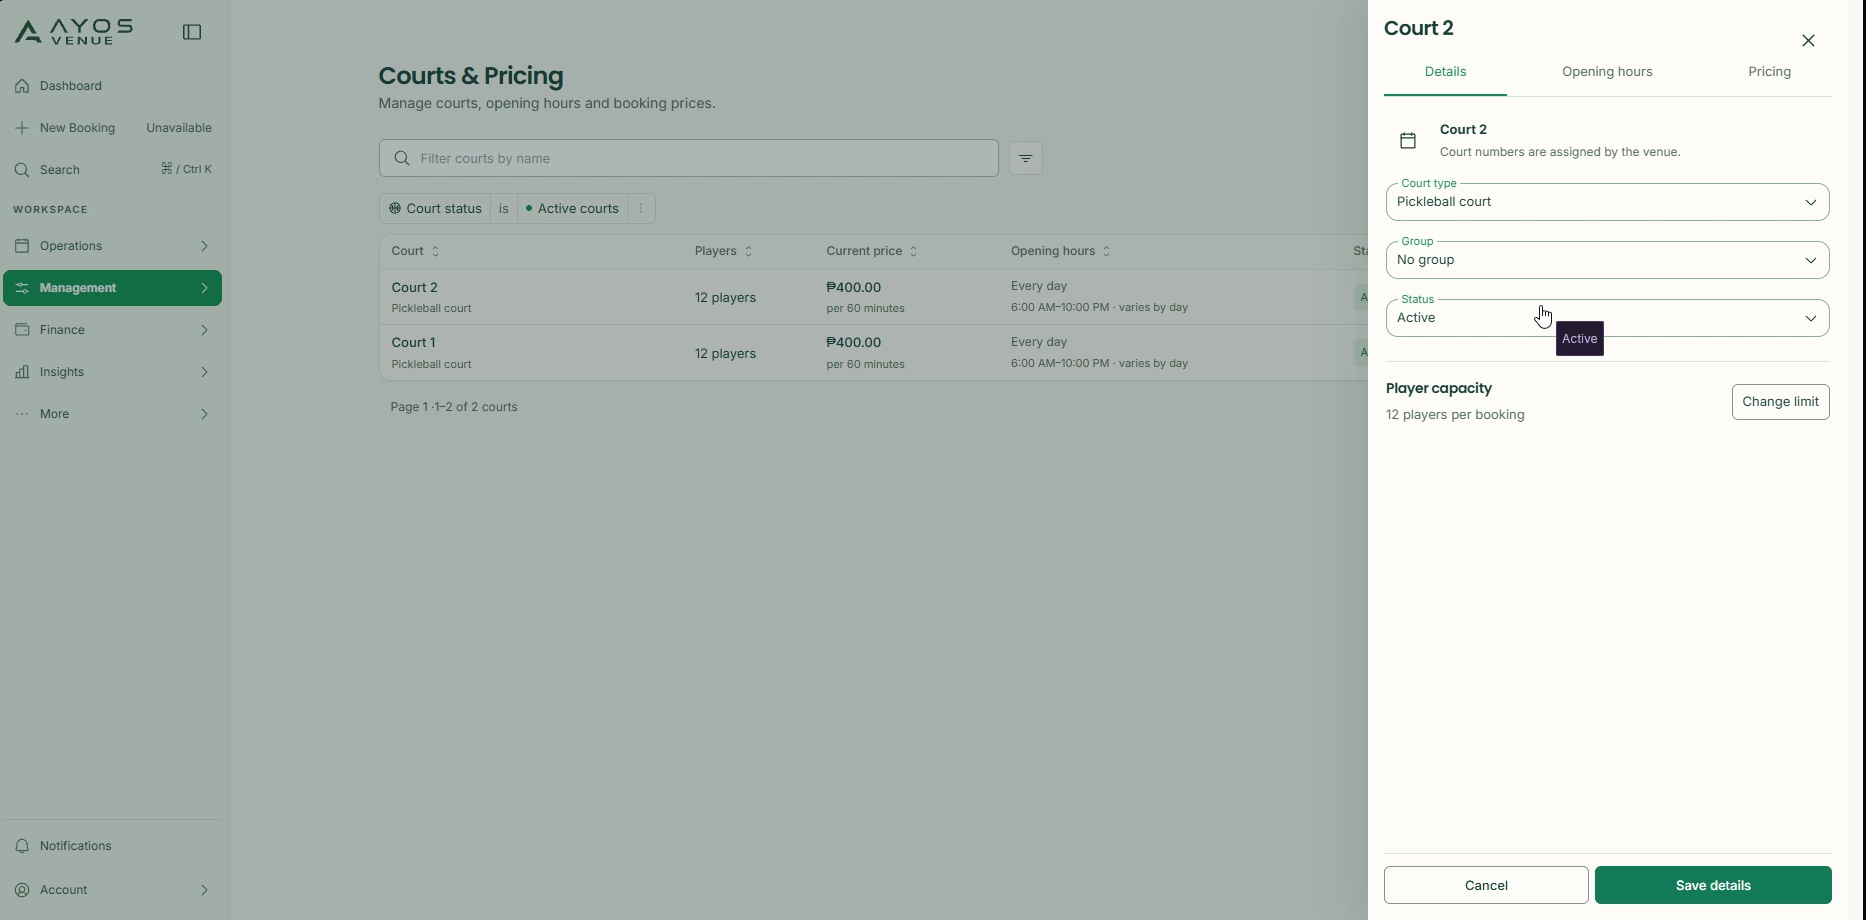 AYOS
VENUE
Dashboard
New Booking Unavailable
Search ⌘ / Ctrl K
WORKSPACE
Operations
Management
Finance
Insights
More
Notifications
Account
Courts & Pricing
Manage courts, opening hours and booking prices.
Filter courts by name
Court status is Active courts
Court Players Current price Opening hours
Court 2 12 players ₱400.00 Every day
Pickleball court per 60 minutes 6:00 AM–10:00 PM · varies by day
Court 1 12 players ₱400.00 Every day
Pickleball court per 60 minutes 6:00 AM–10:00 PM · varies by day
Page 1 ·1–2 of 2 courts
Court 2
Details Opening hours Pricing
Court 2
Court numbers are assigned by the venue.
Court type
Pickleball court
Group
No group
Status
Active
Active
Player capacity
12 players per booking
Change limit
Cancel Save details